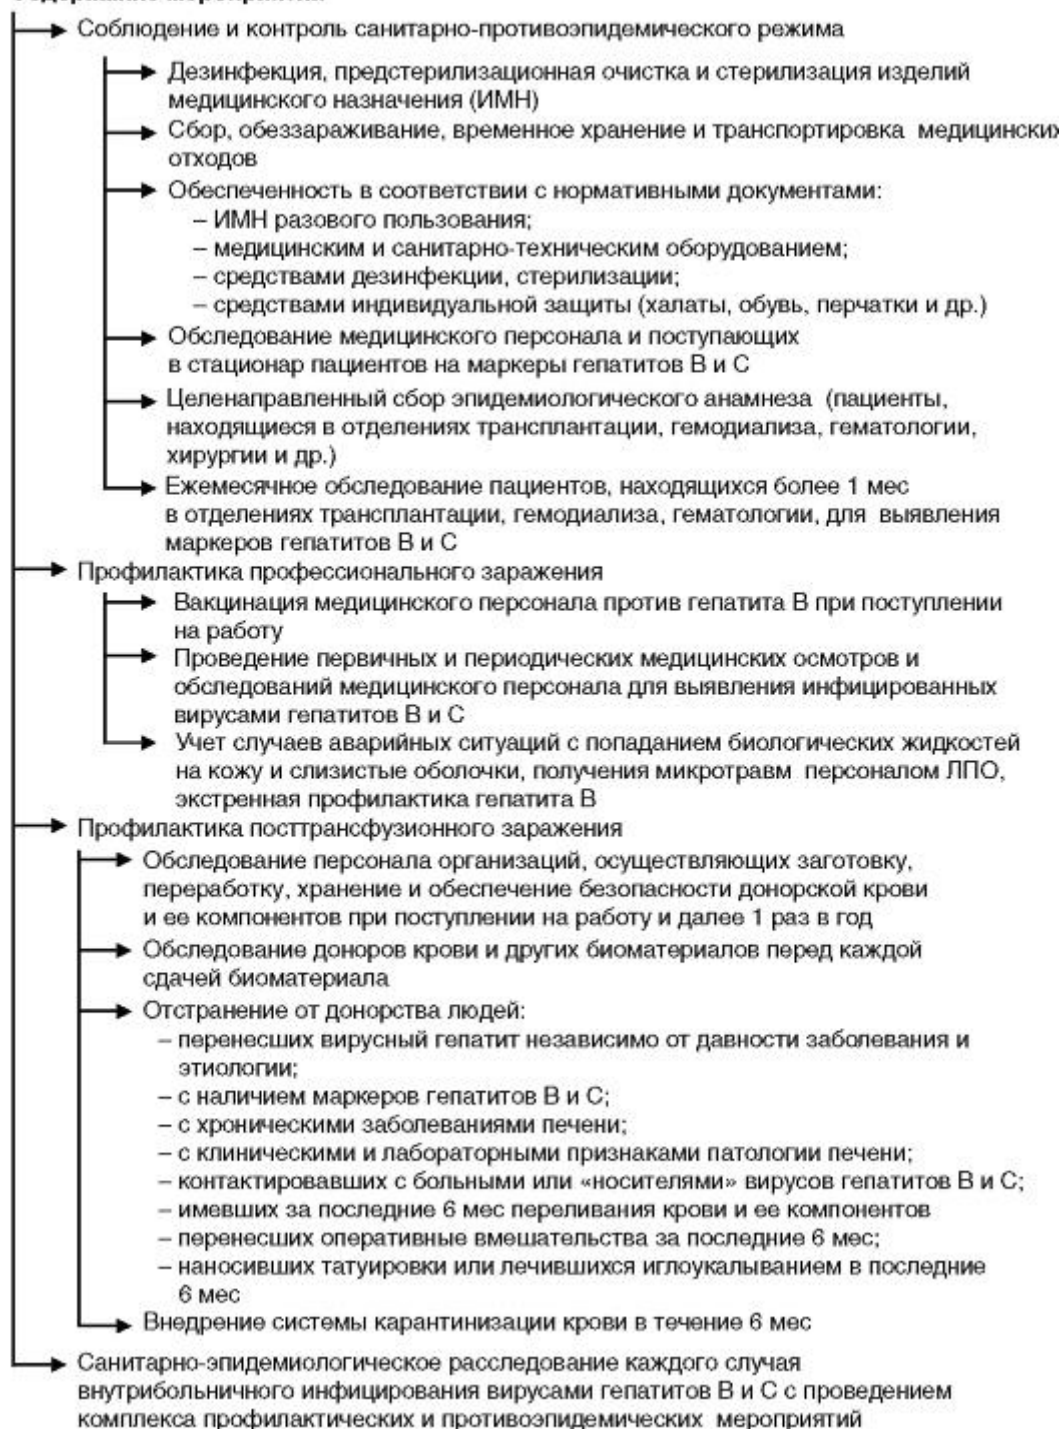 Соблюдение и контроль санитарно-противоэпидемического режима
Дезинфекция, предстерилизационная очистка и стерилизация изделий
медицинского назначения (ИМН)
Сбор, обеззараживание, временное хранение и транспортировка медицинских
отходов
Обеспеченность в соответствии с нормативными документами:
– ИМН разового пользования;
– медицинским и санитарно-техническим оборудованием;
– средствами дезинфекции, стерилизации;
– средствами индивидуальной защиты (халаты, обувь, перчатки и др.)
Обследование медицинского персонала и поступающих
в стационар пациентов на маркеры гепатитов В и С
Целенаправленный сбор эпидемиологического анамнеза (пациенты,
находящиеся в отделениях трансплантации, гемодиализа, гематологии,
хирургии и др.)
Ежемесячное обследование пациентов, находящихся более 1 мес
в отделениях трансплантации, гемодиализа, гематологии, для выявления
маркеров гепатитов В и С
Профилактика профессионального заражения
Вакцинация медицинского персонала против гепатита В при поступлении
на работу
Проведение первичных и периодических медицинских осмотров и
обследований медицинского персонала для выявления инфицированных
вирусами гепатитов В и С
Учет случаев аварийных ситуаций с попаданием биологических жидкостей
на кожу и слизистые оболочки, получения микротравм персоналом ЛПО,
экстренная профилактика гепатита В
Профилактика посттрансфузионного заражения
Обследование персонала организаций, осуществляющих заготовку,
переработку, хранение и обеспечение безопасности донорской крови
и ее компонентов при поступлении на работу и далее 1 раз в год
Обследование доноров крови и других биоматериалов перед каждой
сдачей биоматериала
Отстранение от донорства людей:
– перенесших вирусный гепатит независимо от давности заболевания и
этиологии;
– с наличием маркеров гепатитов В и С;
– с хроническими заболеваниями печени;
– с клиническими и лабораторными признаками патологии печени;
– контактировавших с больными или «носителями» вирусов гепатитов В и С;
– имевших за последние 6 мес переливания крови и ее компонентов
– перенесших оперативные вмешательства за последние 6 мес;
– наносивших татуировки или лечившихся иглоукалыванием в последние
6 мес
Внедрение системы карантинизации крови в течение 6 мес
Санитарно-эпидемиологическое расследование каждого случая
внутрибольничного инфицирования вирусами гепатитов В и С с проведением
комплекса профилактических и противоэпидемических мероприятий